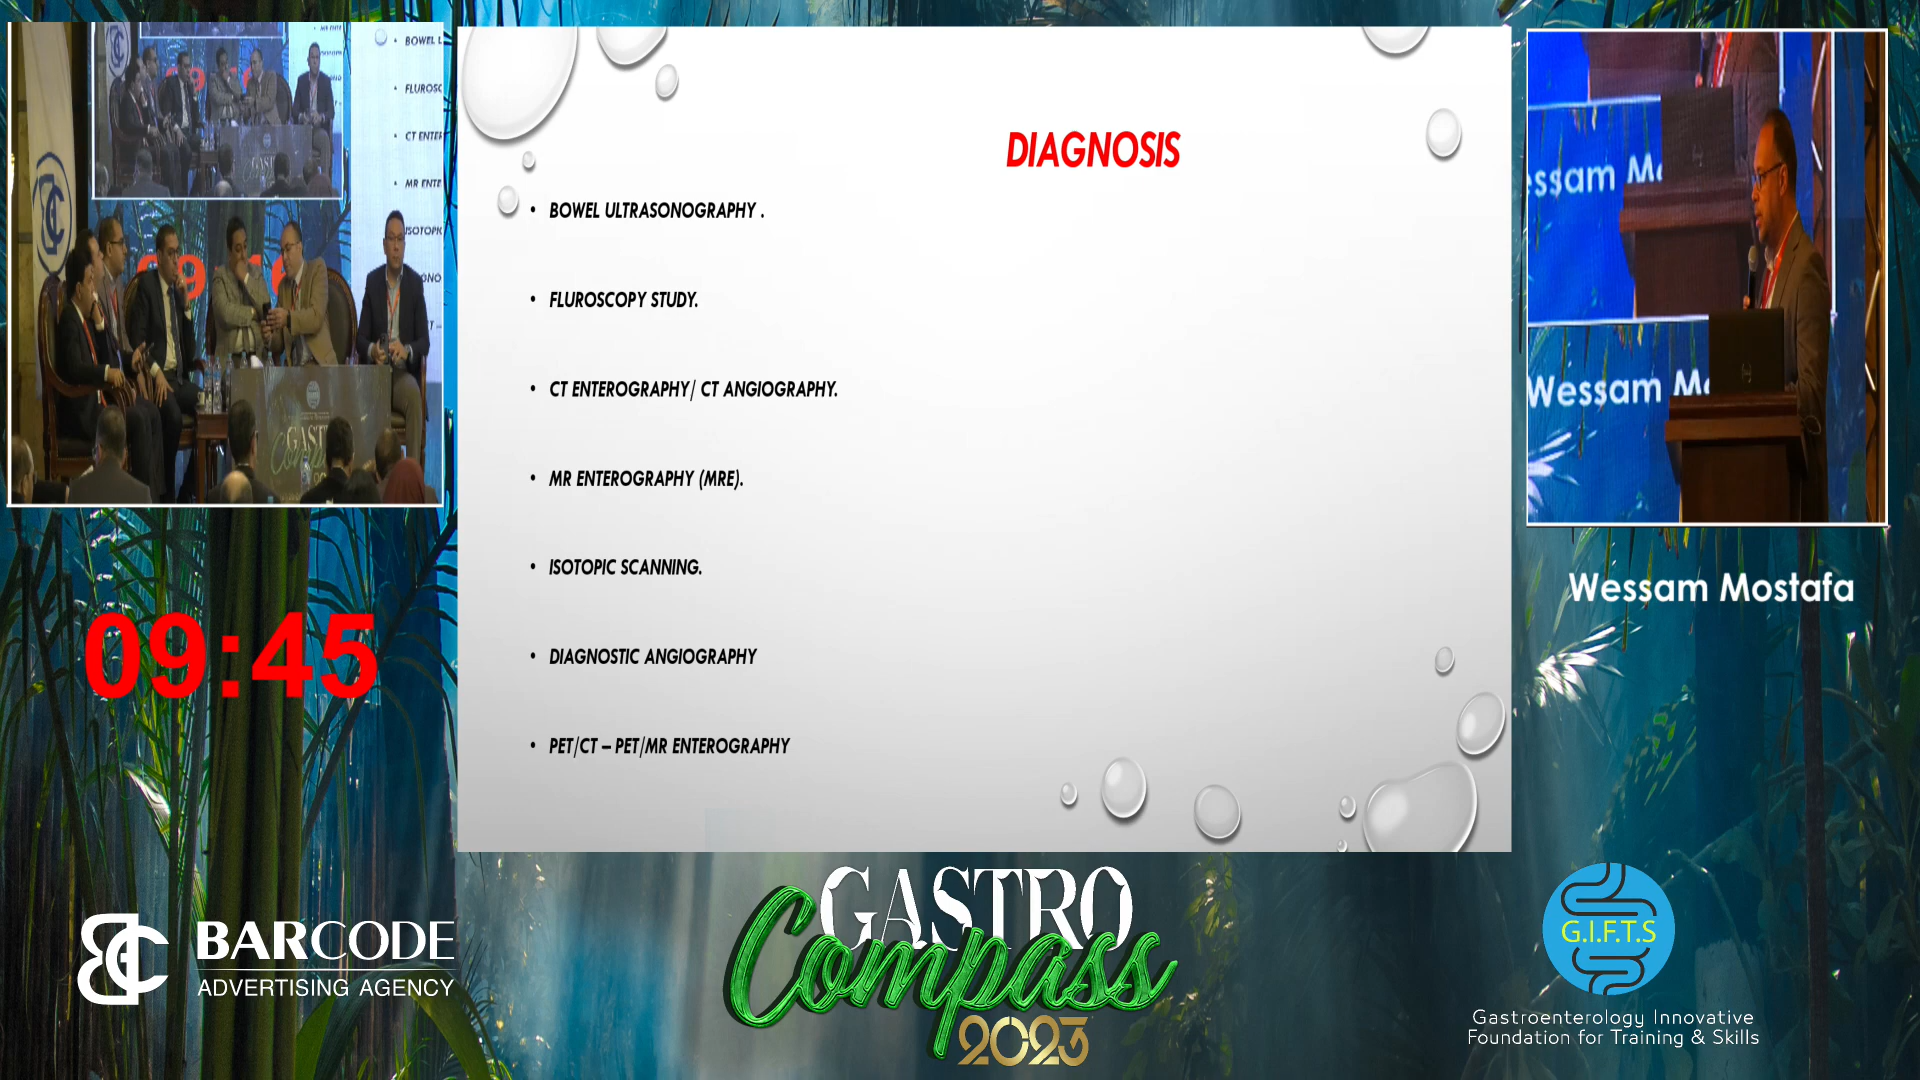 DIAGNOSIS
• BOWEL ULTRASONOGRAPHY .
• FLUROSCOPY STUDY.
• CT ENTEROGRAPHY/ CT ANGIOGRAPHY.
• MR ENTEROGRAPHY (MRE).
• ISOTOPIC SCANNING.
• DIAGNOSTIC ANGIOGRAPHY
• PET/CT – PET/MR ENTEROGRAPHY
09:45
Wessam Mostafa
Wessam
BARCODE
ADVERTISING AGENCY
GASTRO
Compass
2023
G.I.F.T.S
Gastroenterology Innovative
Foundation for Training & Skills